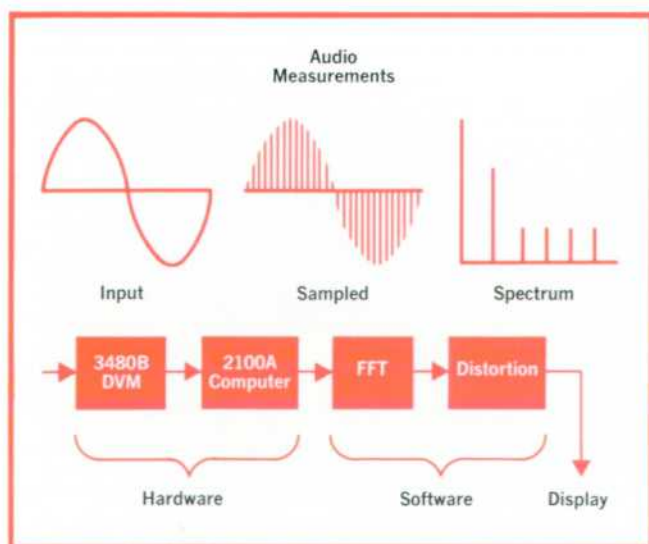 Audio
Measurements
Input
Sampled
Spectrum
3480B
DVM
2100A
Computer
FFT
Distortion
Hardware
Software
Display